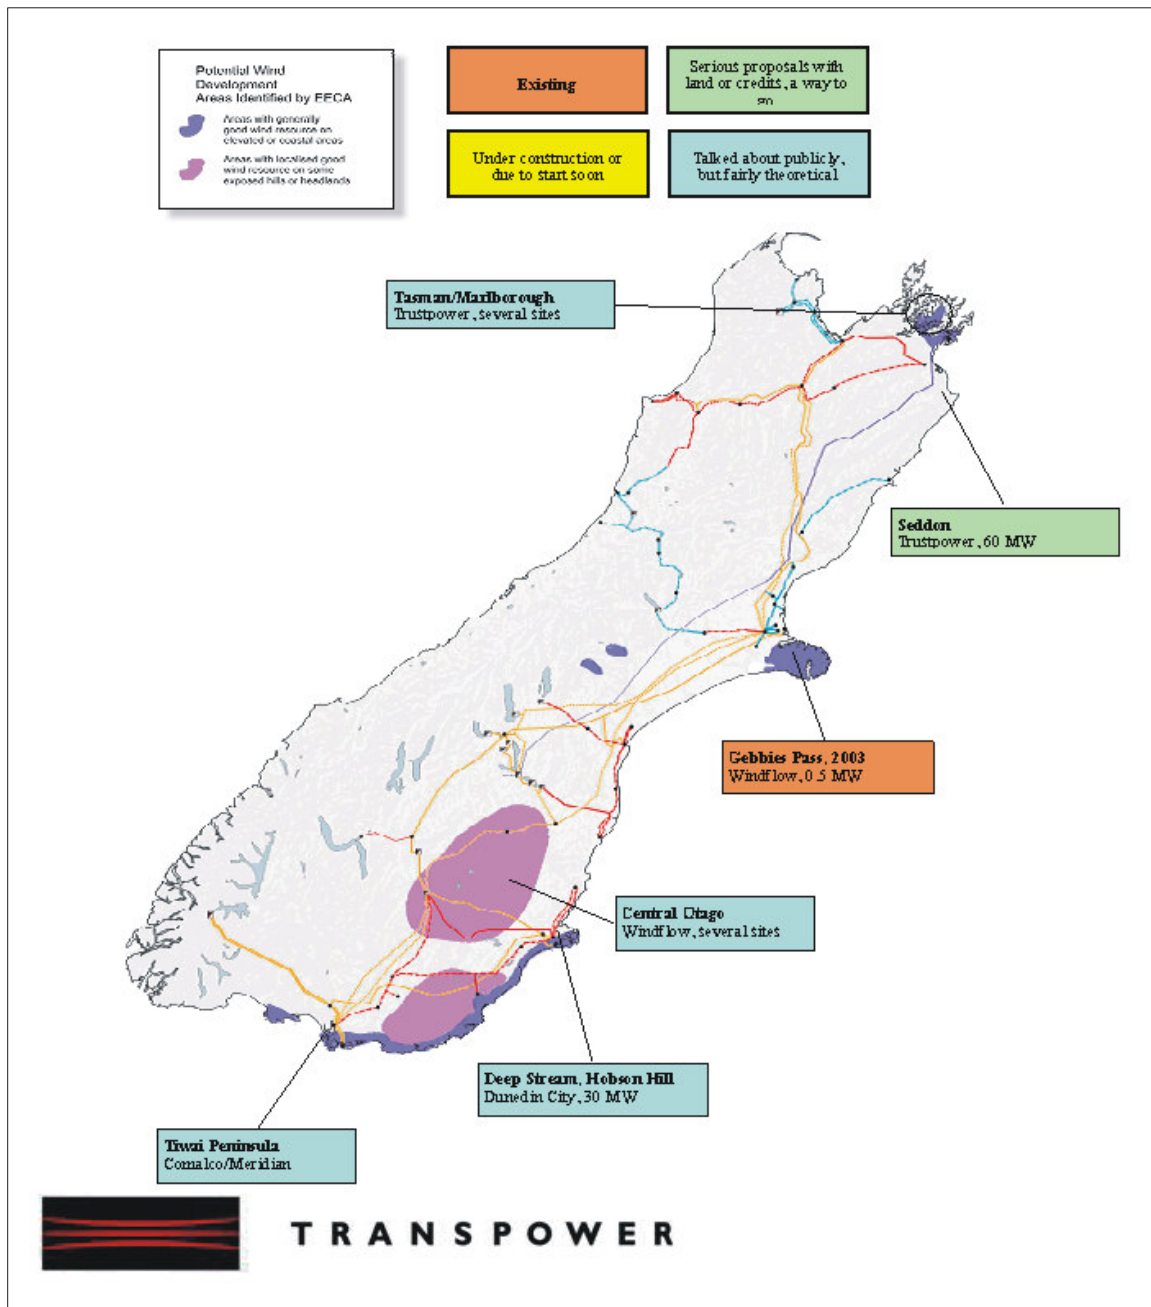 Potential Wind
Development
Areas Identified by EECA
Areas with generally
good wind resource on
elevated or coastal areas
Areas with localised good
wind resource on some
exposed hills or headlands
Existing
Serious proposals with
land or credits, a way to
go
Under construction or
due to start soon
Talked about publicly,
but fairly theoretical
Tasman/Marlborough
Trustpower, several sites
Seddon
Trustpower, 60 MW
Gebbies Pass, 2003
Windflow, 0.5 MW
Central Otago
Windflow, several sites
Deep Stream, Hobson Hill
Dunedin City, 30 MW
Tiwai Peninsula
Comalco/Meridian
TRANSPOWER